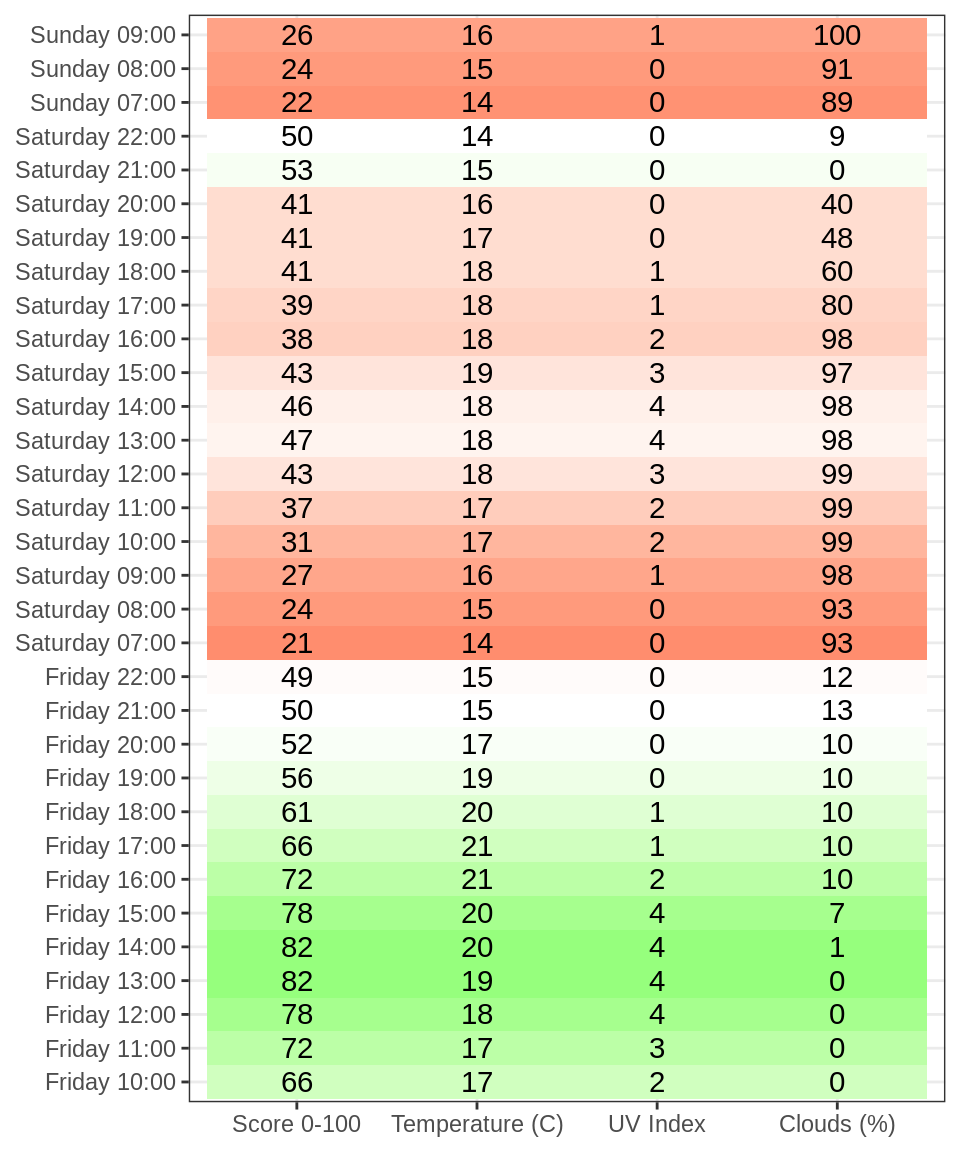 Sunday 09:00 26 16 1 100
Sunday 08:00 24 15 0 91
Sunday 07:00 22 14 0 89
Saturday 22:00 50 14 0 9
Saturday 21:00 53 15 0 0
Saturday 20:00 41 16 0 40
Saturday 19:00 41 17 0 48
Saturday 18:00 41 18 1 60
Saturday 17:00 39 18 1 80
Saturday 16:00 38 18 2 98
Saturday 15:00 43 19 3 97
Saturday 14:00 46 18 4 98
Saturday 13:00 47 18 4 98
Saturday 12:00 43 18 3 99
Saturday 11:00 37 17 2 99
Saturday 10:00 31 17 2 99
Saturday 09:00 27 16 1 98
Saturday 08:00 24 15 0 93
Saturday 07:00 21 14 0 93
Friday 22:00 49 15 0 12
Friday 21:00 50 15 0 13
Friday 20:00 52 17 0 10
Friday 19:00 56 19 0 10
Friday 18:00 61 20 1 10
Friday 17:00 66 21 1 10
Friday 16:00 72 21 2 10
Friday 15:00 78 20 4 7
Friday 14:00 82 20 4 1
Friday 13:00 82 19 4 0
Friday 12:00 78 18 4 0
Friday 11:00 72 17 3 0
Friday 10:00 66 17 2 0
Score 0-100 Temperature (C) UV Index Clouds (%)